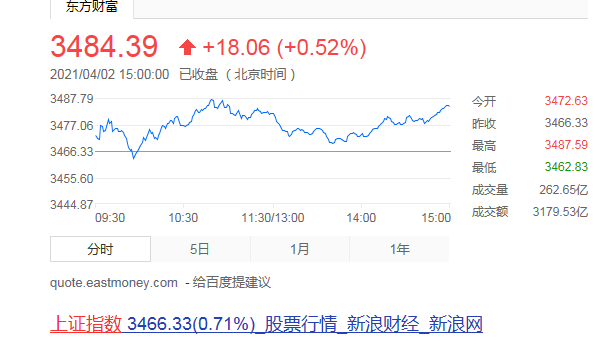 东方财富
3484.39 +18.06 (+0.52%)
2021/04/02 15:00:00 已收盘 ( 北京时间 )
3487.79
3477.06
3466.33
3455.60
3444.87
09:30 10:30 11:30/13:00 14:00 15:00
今开 3472.63
昨收 3466.33
最高 3487.59
最低 3462.83
成交量 262.65亿
成交额 3179.53亿
分时 5日 1月 1年
quote.eastmoney.com - 给百度提建议
上证指数 3466.33(0.71%)_股票行情_新浪财经_新浪网